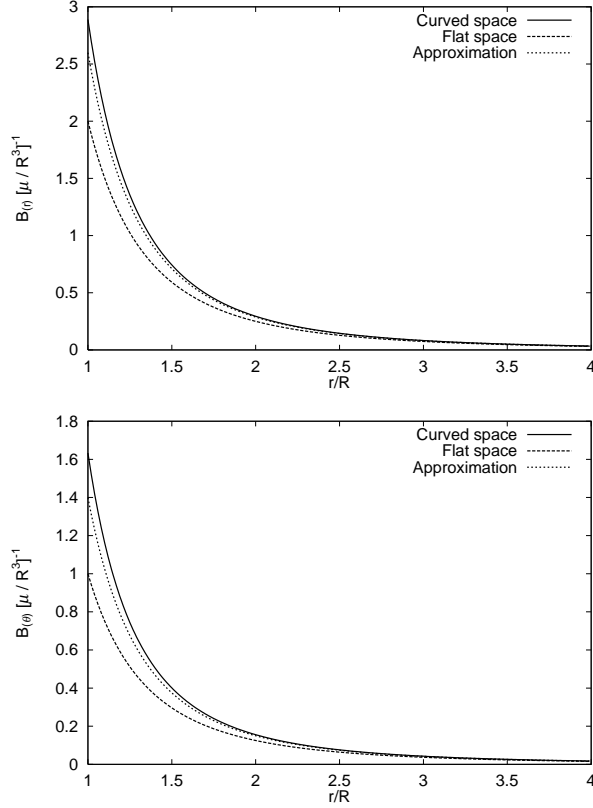 3
2.5
2
1.5
1
0.5
0
B(r) [μ / R³]⁻¹
Curved space
Flat space
Approximation
1 1.5 2 2.5 3 3.5 4
r/R
1.8
1.6
1.4
1.2
1
0.8
0.6
0.4
0.2
0
B(θ) [μ / R³]⁻¹
Curved space
Flat space
Approximation
1 1.5 2 2.5 3 3.5 4
r/R